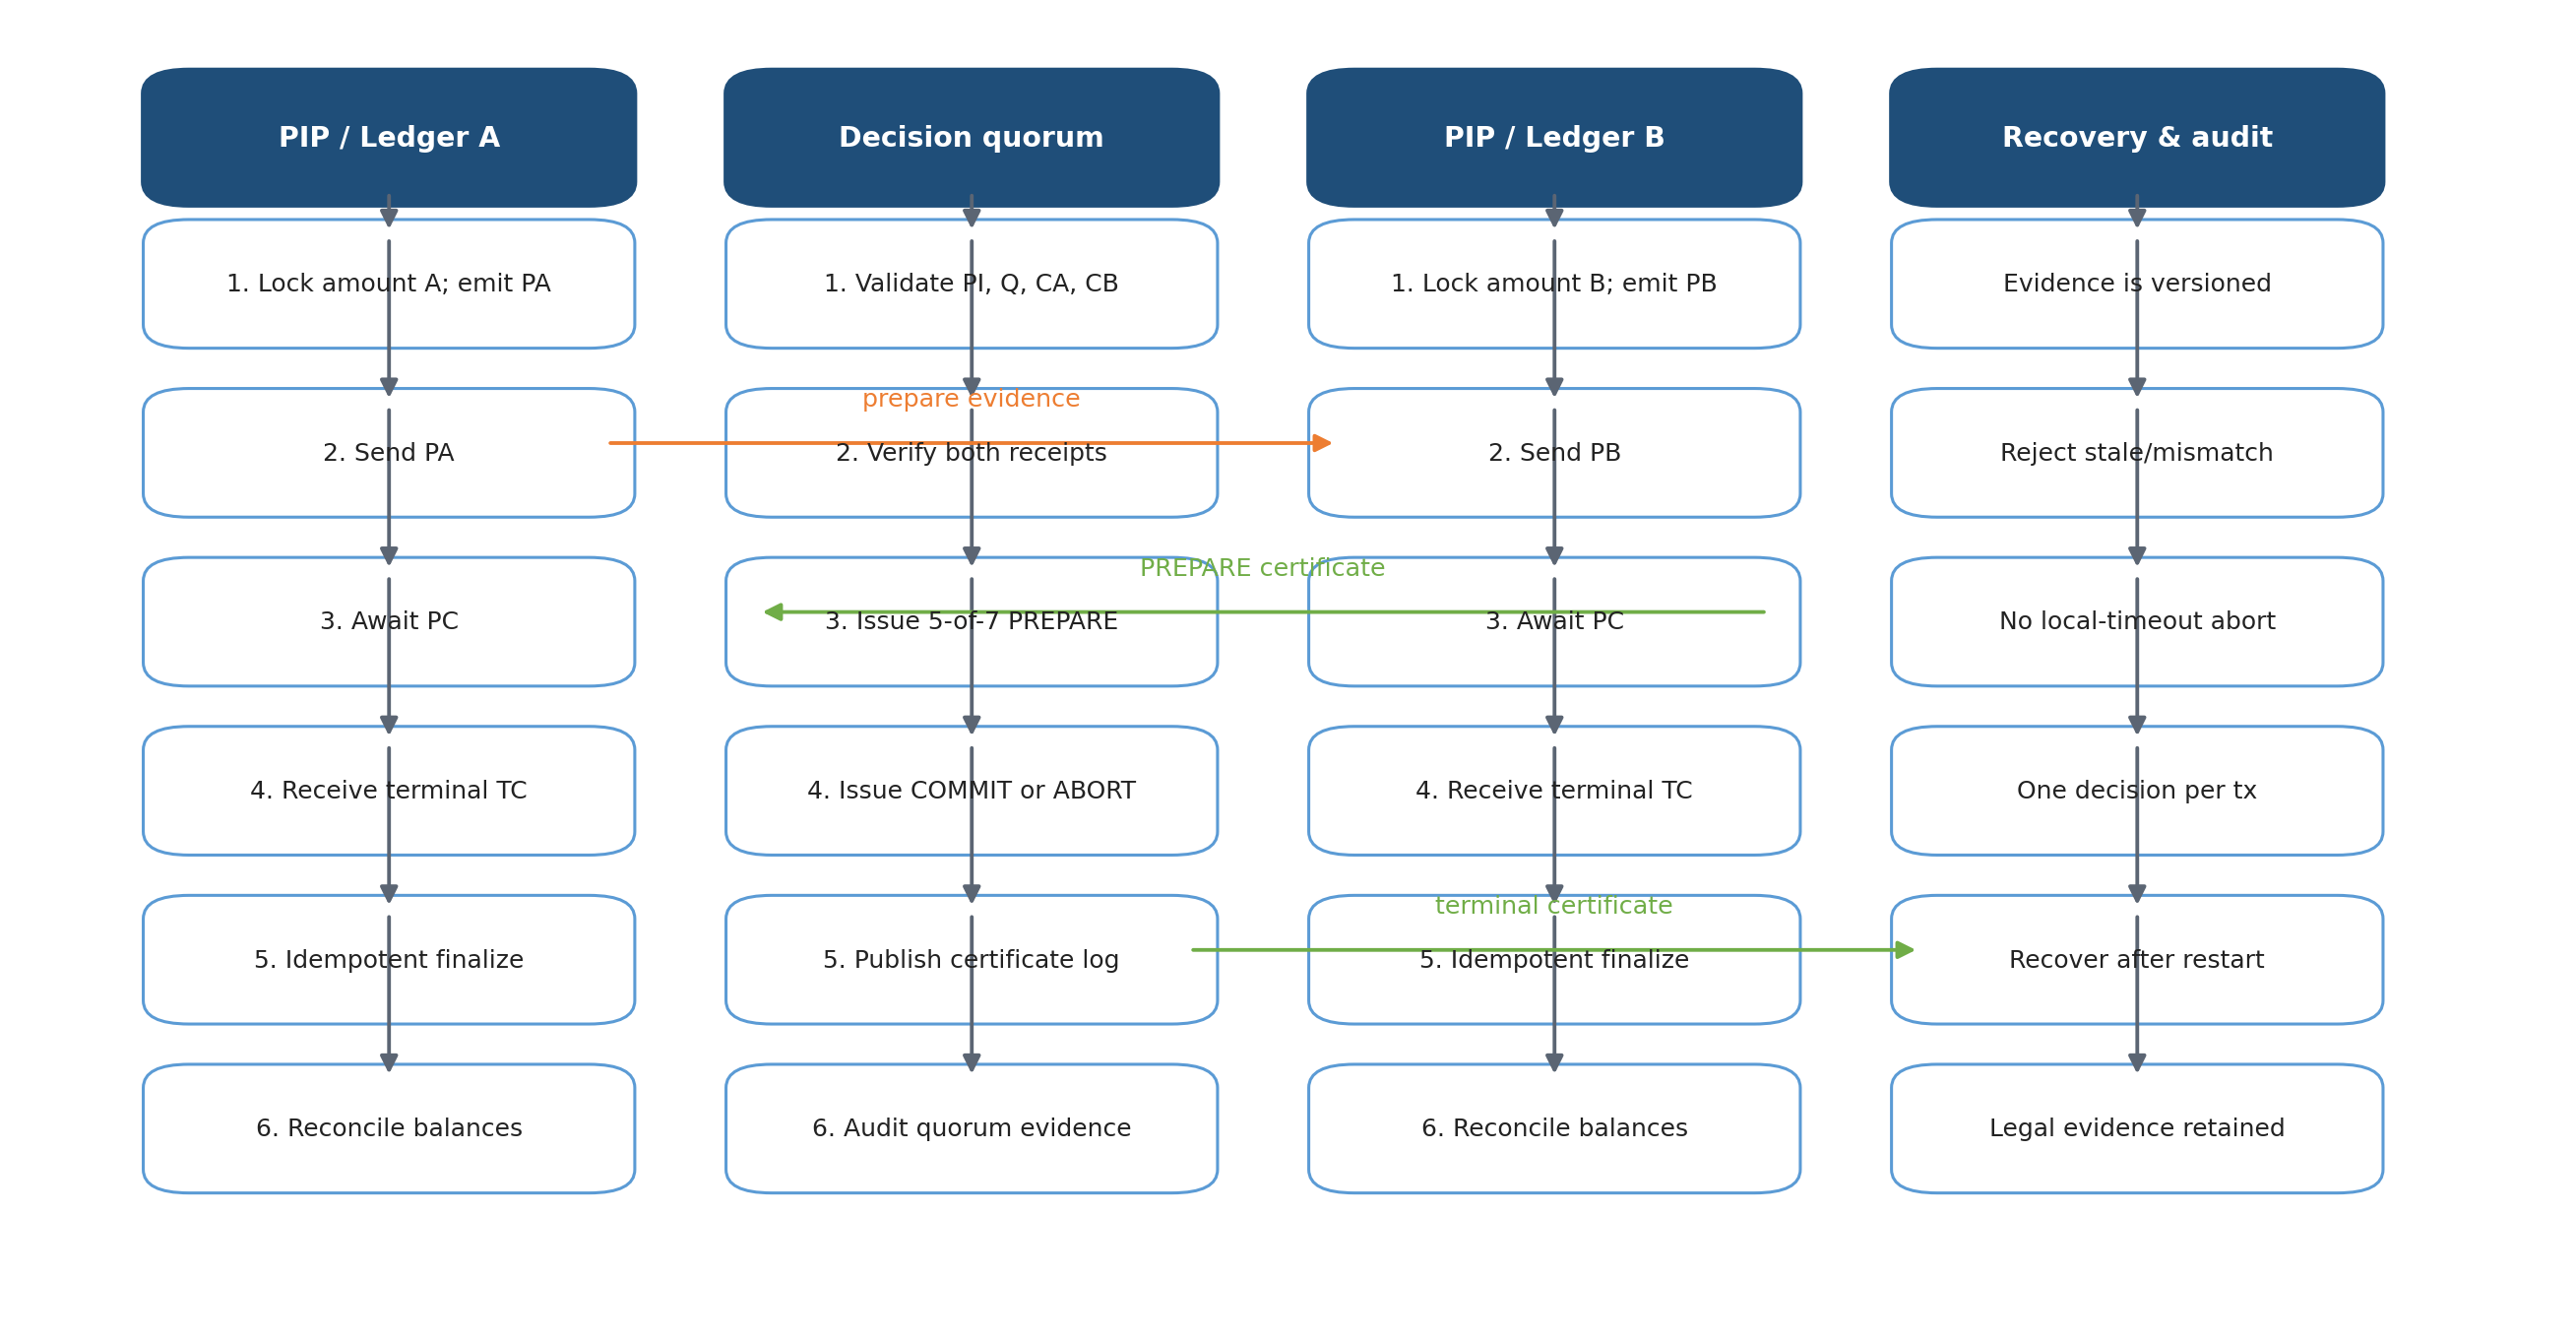 PIP / Ledger A
Decision quorum
PIP / Ledger B
Recovery & audit
1. Lock amount A; emit PA
1. Validate PI, Q, CA, CB
1. Lock amount B; emit PB
Evidence is versioned
prepare evidence
2. Send PA
2. Verify both receipts
2. Send PB
Reject stale/mismatch
PREPARE certificate
3. Await PC
3. Issue 5-of-7 PREPARE
3. Await PC
No local-timeout abort
4. Receive terminal TC
4. Issue COMMIT or ABORT
4. Receive terminal TC
One decision per tx
terminal certificate
5. Idempotent finalize
5. Publish certificate log
5. Idempotent finalize
Recover after restart
6. Reconcile balances
6. Audit quorum evidence
6. Reconcile balances
Legal evidence retained